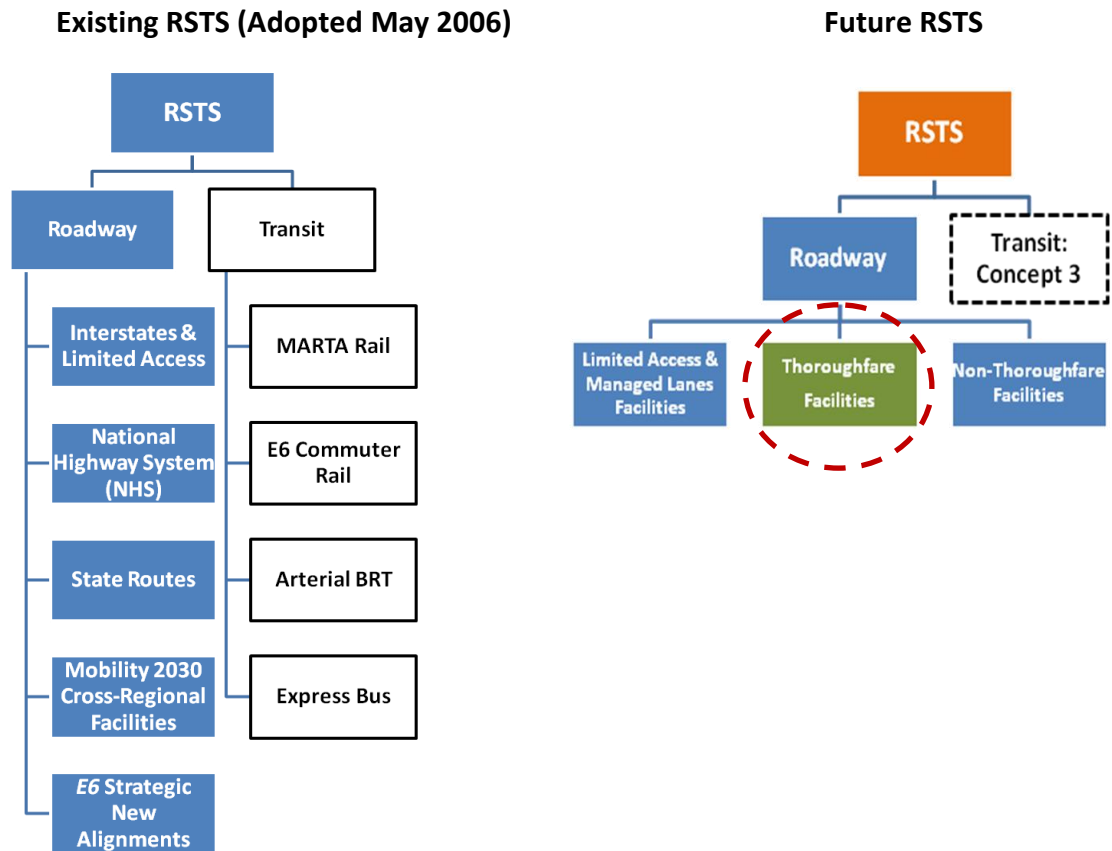 Existing RSTS (Adopted May 2006)
RSTS
Roadway
Transit
Interstates &
Limited Access
MARTA Rail
National
Highway System
(NHS)
E6 Commuter
Rail
State Routes
Arterial BRT
Mobility 2030
Cross-Regional
Facilities
Express Bus
E6 Strategic
New
Alignments
Future RSTS
RSTS
Roadway
Transit:
Concept 3
Limited Access &
Managed Lanes
Facilities
Thoroughfare
Facilities
Non-Thoroughfare
Facilities